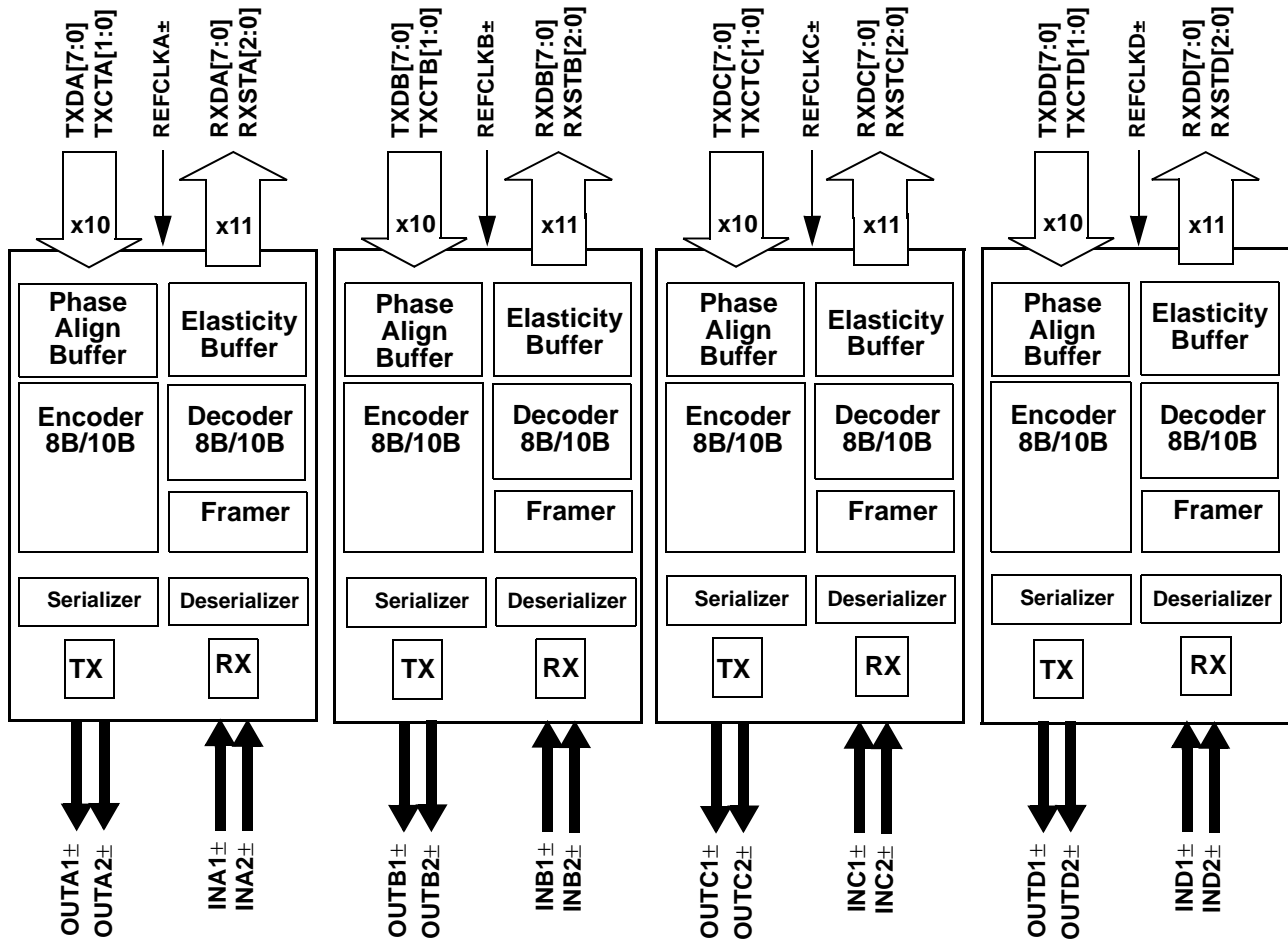 TXDA[7:0]
TXCTA[1:0]
REFCLKA±
RXDA[7:0]
RXSTA[2:0]
x10
x11
Phase
Align
Buffer
Elasticity
Buffer
Encoder
8B/10B
Decoder
8B/10B
Framer
Serializer
Deserializer
TX
RX
OUTA1±
OUTA2±
INA1±
INA2±
TXDB[7:0]
TXCTB[1:0]
REFCLKB±
RXDB[7:0]
RXSTB[2:0]
x10
x11
Phase
Align
Buffer
Elasticity
Buffer
Encoder
8B/10B
Decoder
8B/10B
Framer
Serializer
Deserializer
TX
RX
OUTB1±
OUTB2±
INB1±
INB2±
TXDC[7:0]
TXCTC[1:0]
REFCLKC±
RXDC[7:0]
RXSTC[2:0]
x10
x11
Phase
Align
Buffer
Elasticity
Buffer
Encoder
8B/10B
Decoder
8B/10B
Framer
Serializer
Deserializer
TX
RX
OUTC1±
OUTC2±
INC1±
INC2±
TXDD[7:0]
TXCTD[1:0]
REFCLKD±
RXDD[7:0]
RXSTD[2:0]
x10
x11
Phase
Align
Buffer
Elasticity
Buffer
Encoder
8B/10B
Decoder
8B/10B
Framer
Serializer
Deserializer
TX
RX
OUTD1±
OUTD2±
IND1±
IND2±